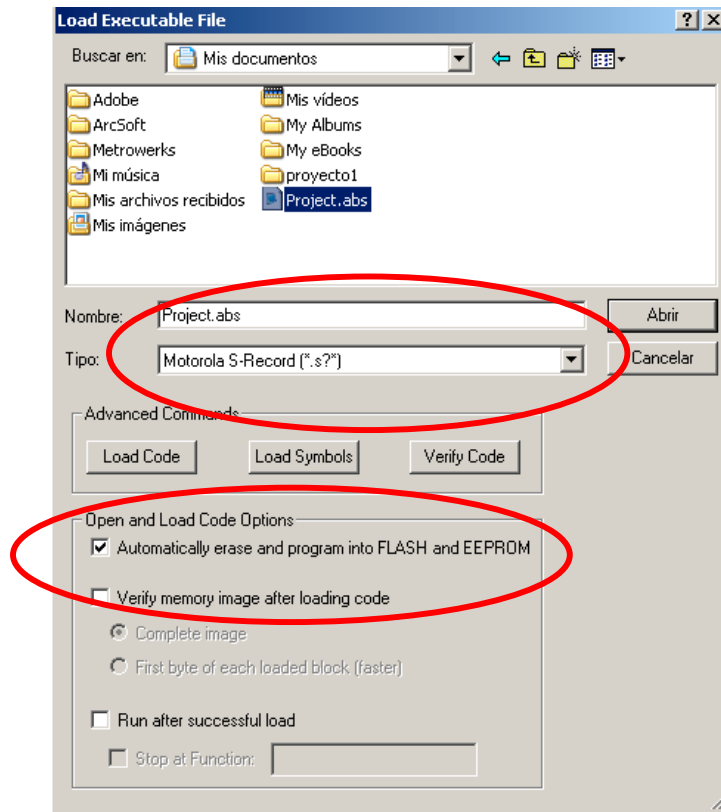 Load Executable File
Buscar en: Mis documentos
Adobe Mis vídeos
ArcSoft My Albums
Metrowerks My eBooks
Mi música proyecto1
Mis archivos recibidos Project.abs
Mis imágenes
Nombre: Project.abs Abrir
Tipo: Motorola S-Record (*.s?*) Cancelar
Advanced Commands
Load Code Load Symbols Verify Code
Open and Load Code Options
Automatically erase and program into FLASH and EEPROM
Verify memory image after loading code
Complete image
First byte of each loaded block (faster)
Run after successful load
Stop at Function: